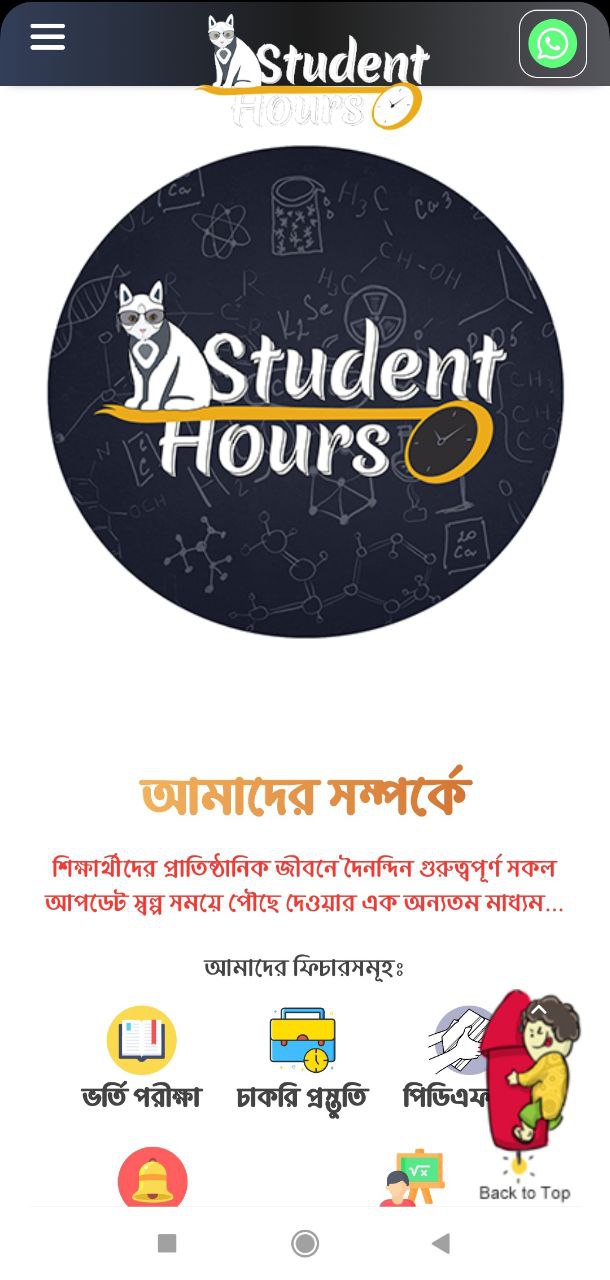 Student
Hours
Student
Hours
আমাদের সম্পর্কে
শিক্ষার্থীদের প্রাতিষ্ঠানিক জীবনে দৈনন্দিন গুরুত্বপূর্ণ সকল
আপডেট স্বল্প সময়ে পৌছে দেওয়ার এক অন্যতম মাধ্যম...
আমাদের ফিচারসমূহঃ
ভর্তি পরীক্ষা চাকরি প্রস্তুতি পিডিএফ
Back to Top